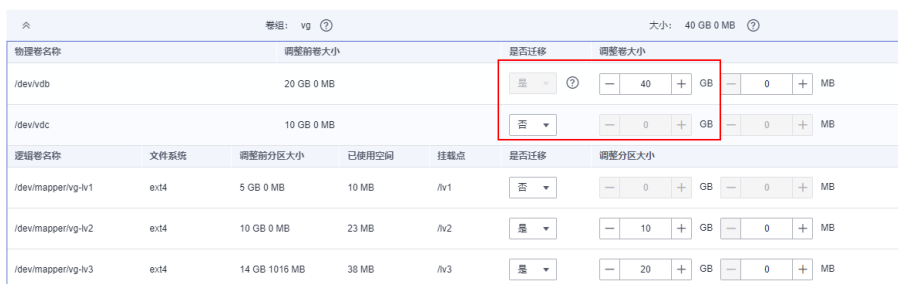 卷组： vg ? 大小： 40 GB 0 MB ?
物理卷名称 调整前卷大小 是否迁移 调整卷大小
/dev/vdb 20 GB 0 MB 是 ? — 40 + GB — 0 + MB
/dev/vdc 10 GB 0 MB 否 — 0 + GB — 0 + MB
逻辑卷名称 文件系统 调整前分区大小 已使用空间 挂载点 是否迁移 调整分区大小
/dev/mapper/vg-lv1 ext4 5 GB 0 MB 10 MB /lv1 否 — 0 + GB — 0 + MB
/dev/mapper/vg-lv2 ext4 10 GB 0 MB 23 MB /lv2 是 — 10 + GB — 0 + MB
/dev/mapper/vg-lv3 ext4 14 GB 1016 MB 38 MB /lv3 是 — 20 + GB — 0 + MB